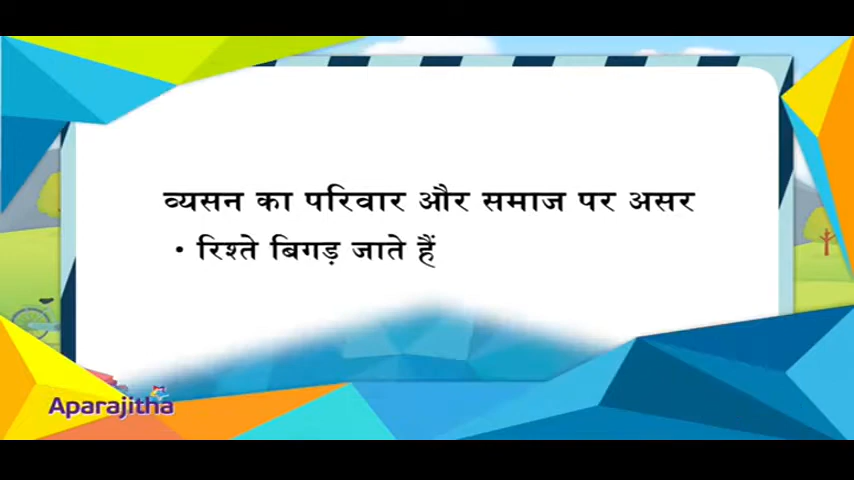 व्यसन का परिवार और समाज पर असर
• रिश्ते बिगड़ जाते हैं
Aparajitha